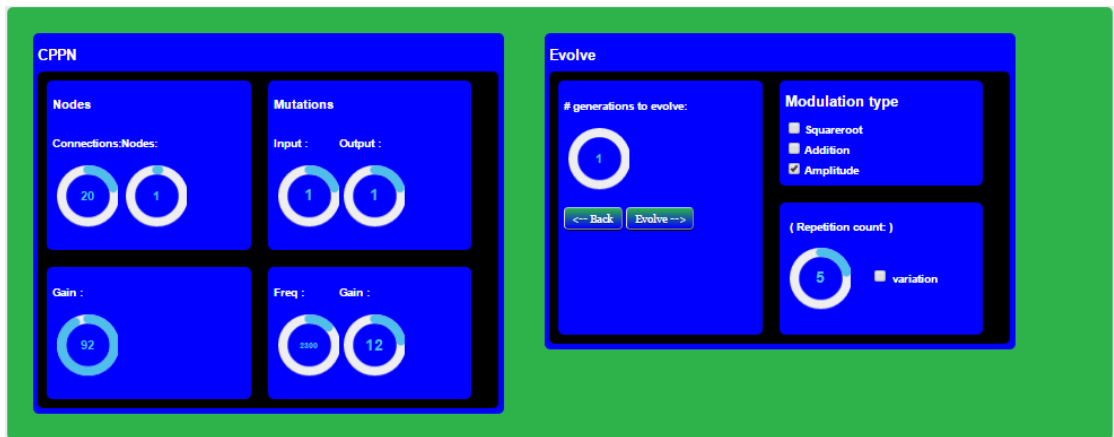 CPPN
Nodes
Connections:Nodes:
20 1
Mutations
Input : Output :
1 1
Gain :
92
Freq : Gain :
2300 12
Evolve
# generations to evolve:
1
<-- Back Evolve -->
Modulation type
Squareroot
Addition
Amplitude
( Repetition count: )
5 variation